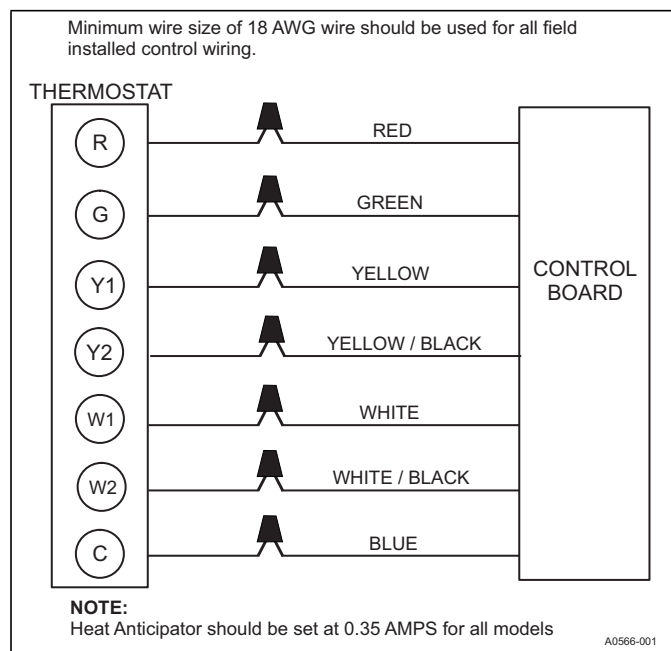 Minimum wire size of 18 AWG wire should be used for all field
installed control wiring.
THERMOSTAT
R
RED
G
GREEN
Y1
YELLOW
CONTROL
BOARD
Y2
YELLOW / BLACK
W1
WHITE
W2
WHITE / BLACK
C
BLUE
NOTE:
Heat Anticipator should be set at 0.35 AMPS for all models
A0566-001